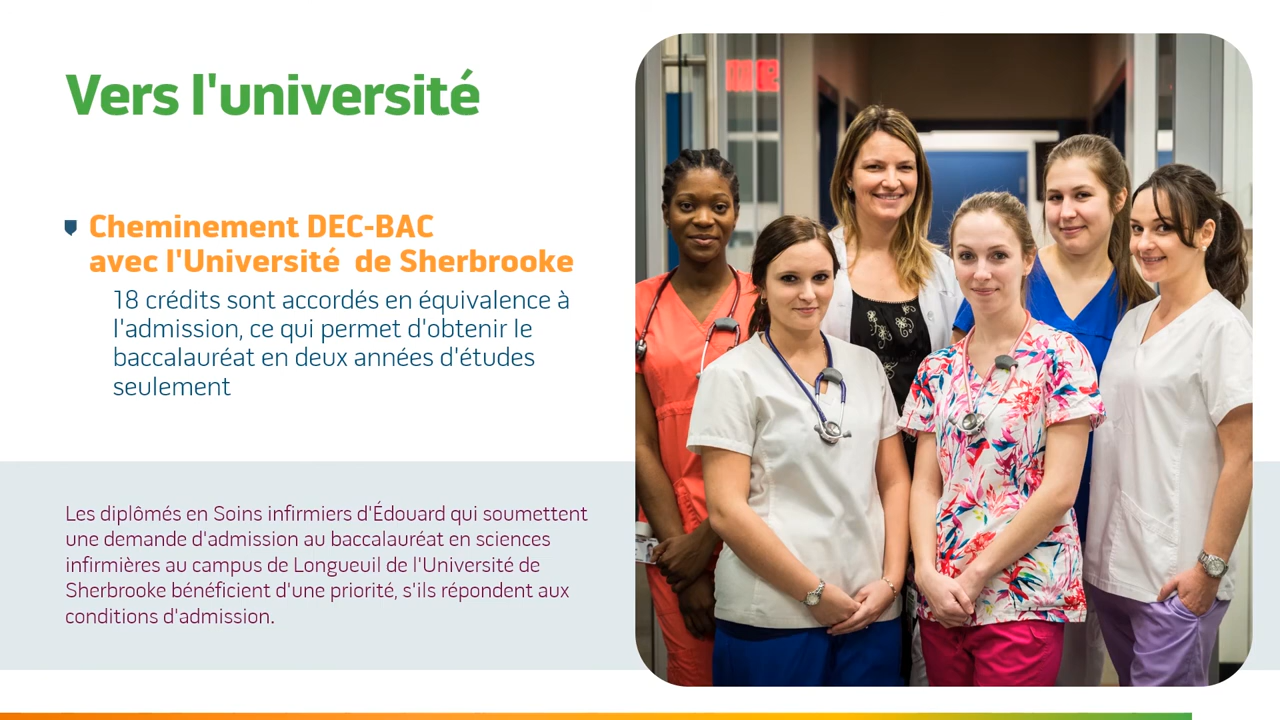 Vers l'université
Cheminement DEC-BAC
avec l'Université de Sherbrooke
18 crédits sont accordés en équivalence à
l'admission, ce qui permet d'obtenir le
baccalauréat en deux années d'études
seulement
Les diplômés en Soins infirmiers d'Édouard qui soumettent
une demande d'admission au baccalauréat en sciences
infirmières au campus de Longueuil de l'Université de
Sherbrooke bénéficient d'une priorité, s'ils répondent aux
conditions d'admission.